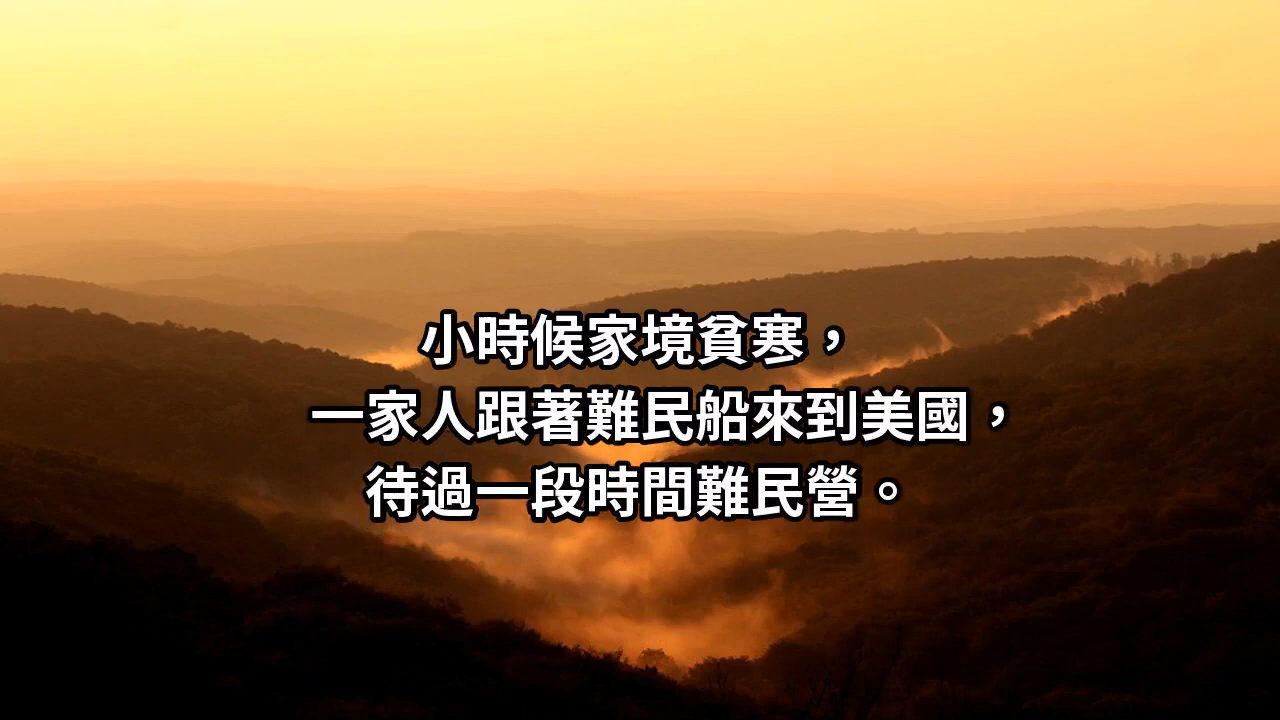 小時候家境貧寒，
一家人跟著難民船來到美國，
待過一段時間難民營。